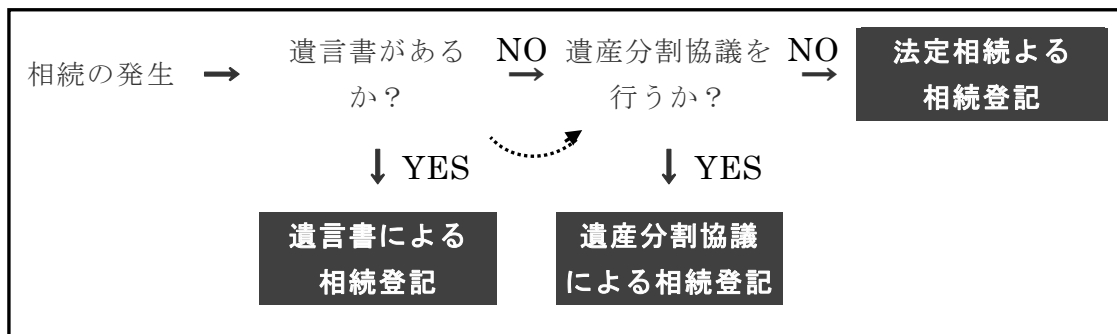 相続の発生
遺言書がある
か？
NO
遺産分割協議を
行うか？
NO
法定相続よる
相続登記
YES
YES
遺言書による
相続登記
遺産分割協議
による相続登記